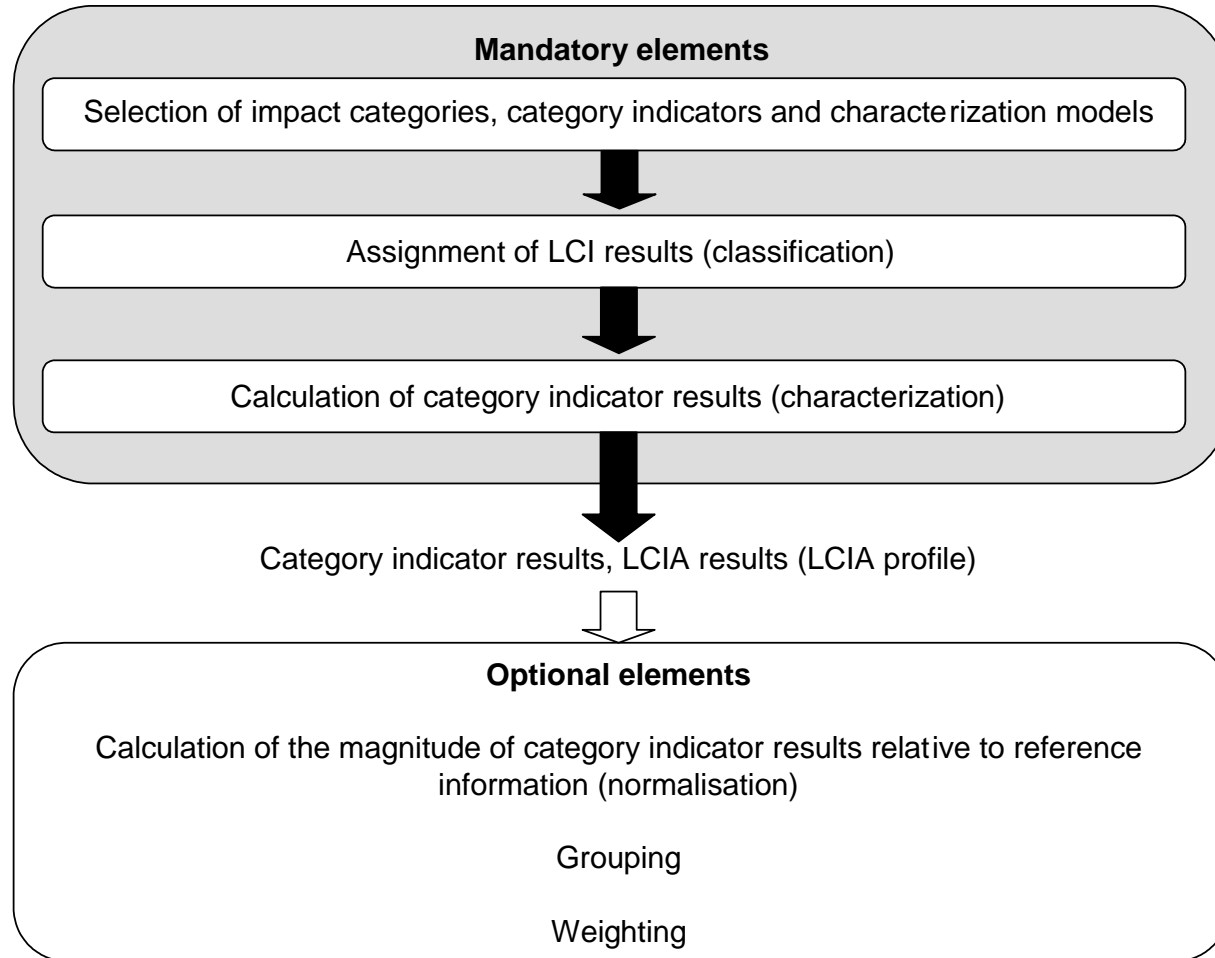 Mandatory elements
Selection of impact categories, category indicators and characterization models
Assignment of LCI results (classification)
Calculation of category indicator results (characterization)
Category indicator results, LCIA results (LCIA profile)
Optional elements
Calculation of the magnitude of category indicator results relative to reference
information (normalisation)
Grouping
Weighting